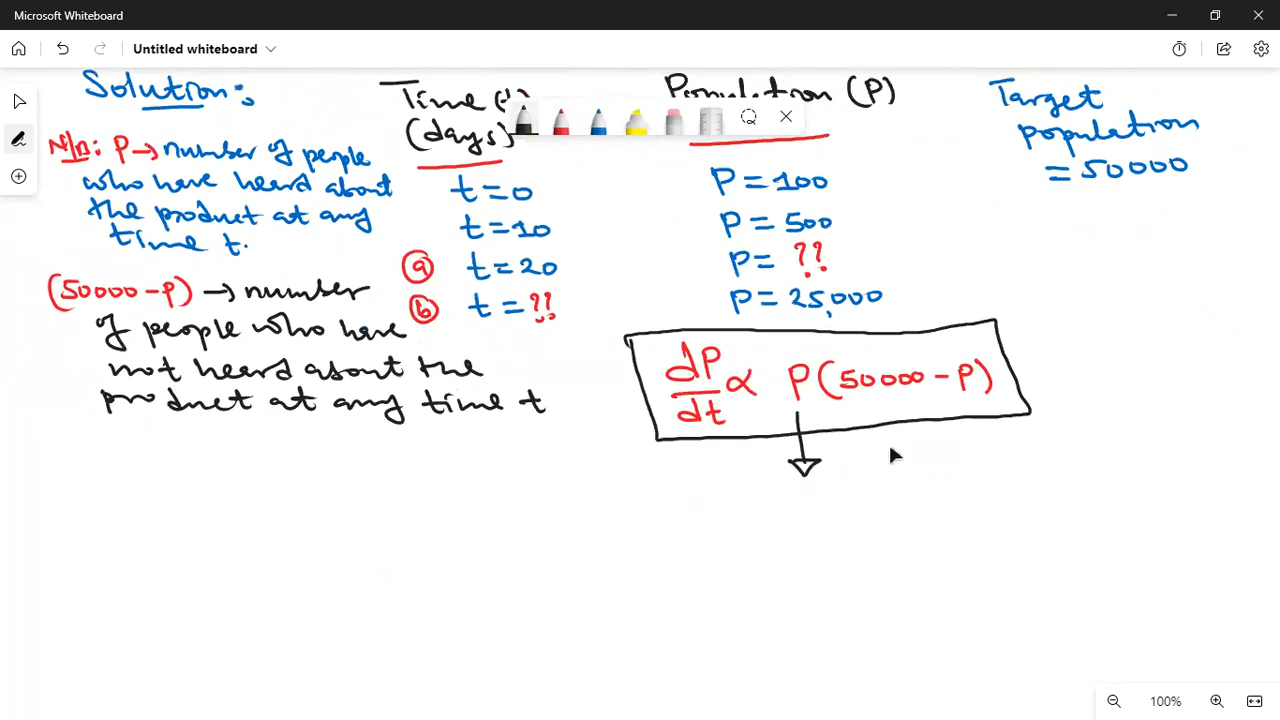 Microsoft Whiteboard
Untitled whiteboard
Solution:
N/B: P → number of people
who have heard about
the product at any
time t.
(50000-P) → number
of people who have
not heard about the
product at any time t
Time (t)
(days)
t=0
t=10
(a) t=20
(b) t=??
Population (P)
P=100
P=500
P=??
P=25,000
Target
population
=50000
dP/dt ∝ P(50000-P)
100%